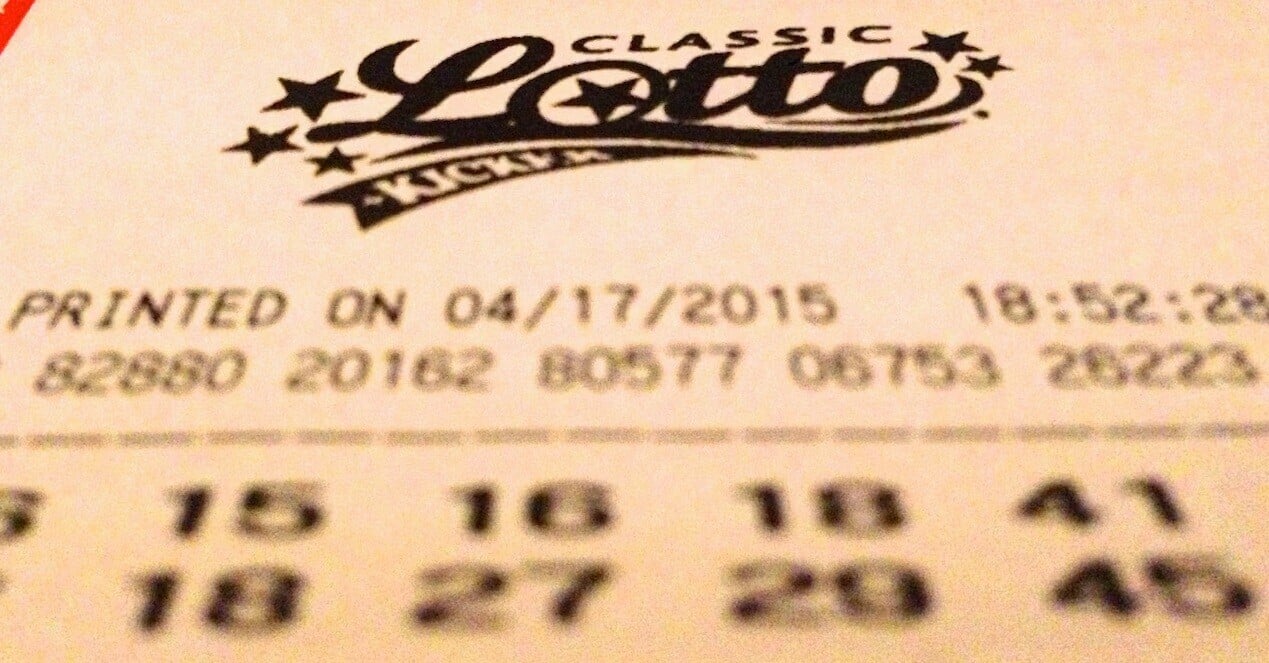 CLASSIC
Lotto
KICKER
PRINTED ON 04/17/2015 18:52:28
82880 20162 80577 06753 26223
15 16 18 41
18 27 29 45